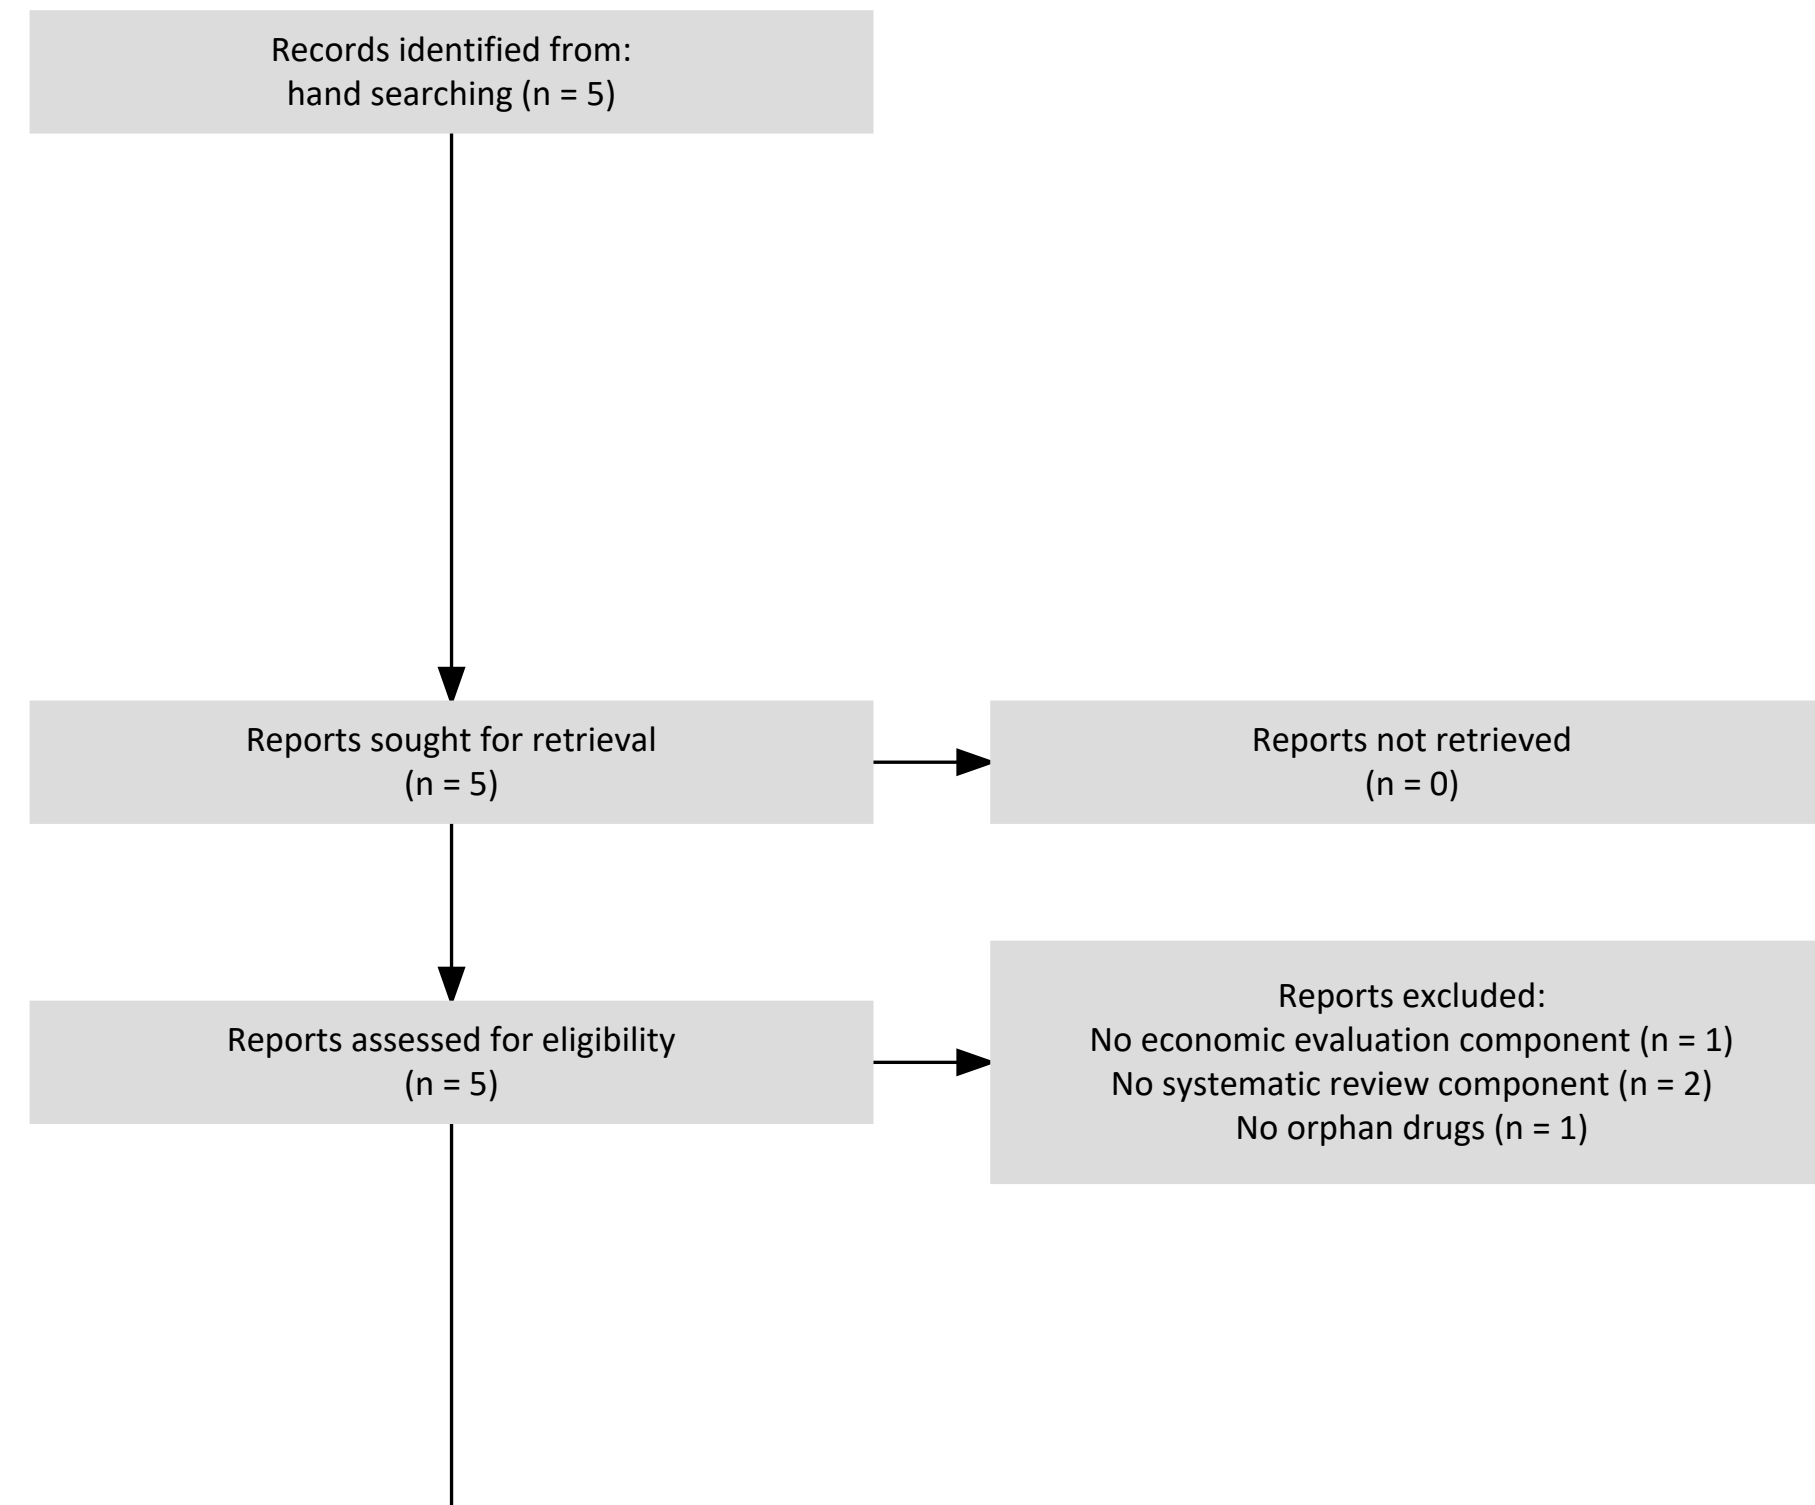 Records identified from:
hand searching (n = 5)
Reports sought for retrieval
(n = 5)
Reports not retrieved
(n = 0)
Reports assessed for eligibility
(n = 5)
Reports excluded:
No economic evaluation component (n = 1)
No systematic review component (n = 2)
No orphan drugs (n = 1)